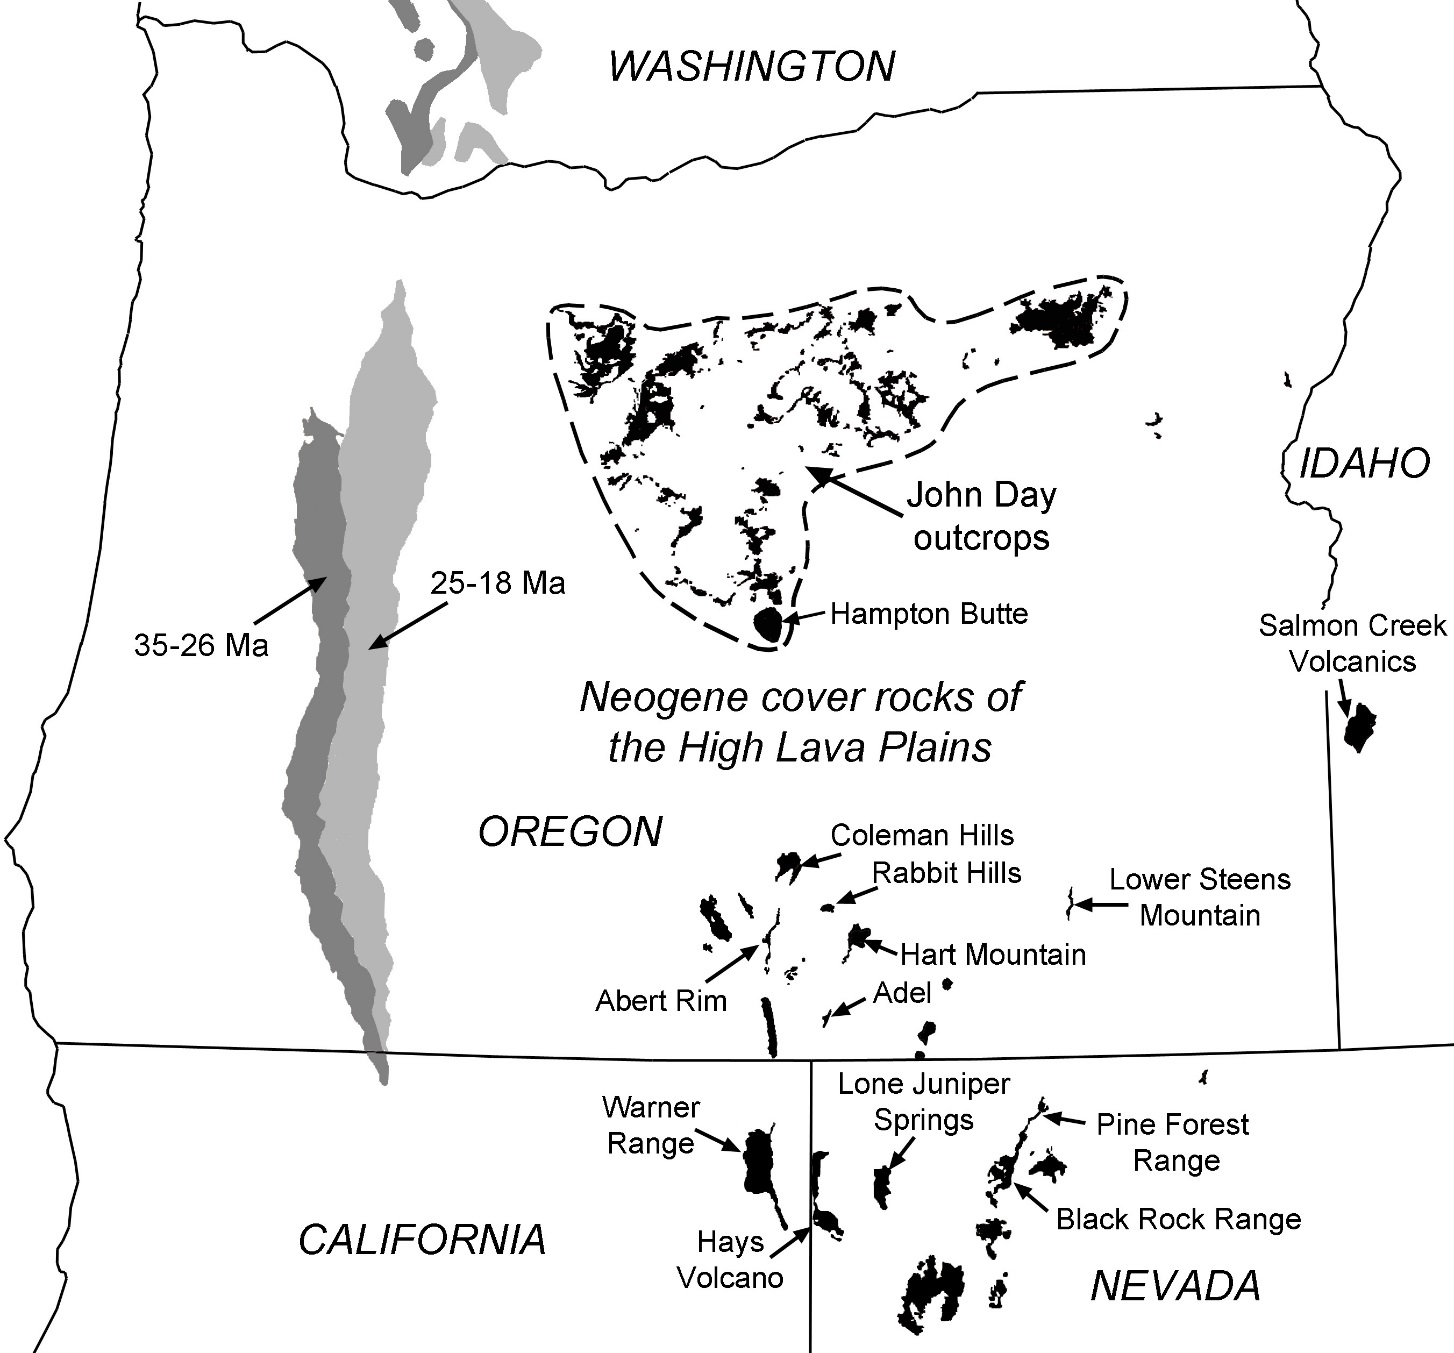 WASHINGTON
IDAHO
John Day
outcrops
25-18 Ma
35-26 Ma
Hampton Butte
Salmon Creek
Volcanics
Neogene cover rocks of
the High Lava Plains
OREGON
Coleman Hills
Rabbit Hills
Lower Steens
Mountain
Hart Mountain
Abert Rim
Adel
Lone Juniper
Springs
Warner
Range
Pine Forest
Range
Black Rock Range
CALIFORNIA
Hays
Volcano
NEVADA